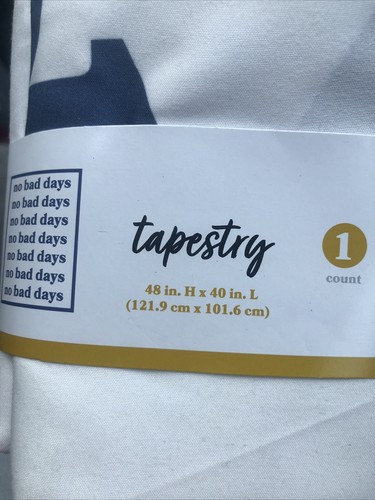 no bad days
no bad days
no bad days
no bad days
no bad days
no bad days
no bad days
tapestry
48 in. H x 40 in. L
(121.9 cm x 101.6 cm)
1
count